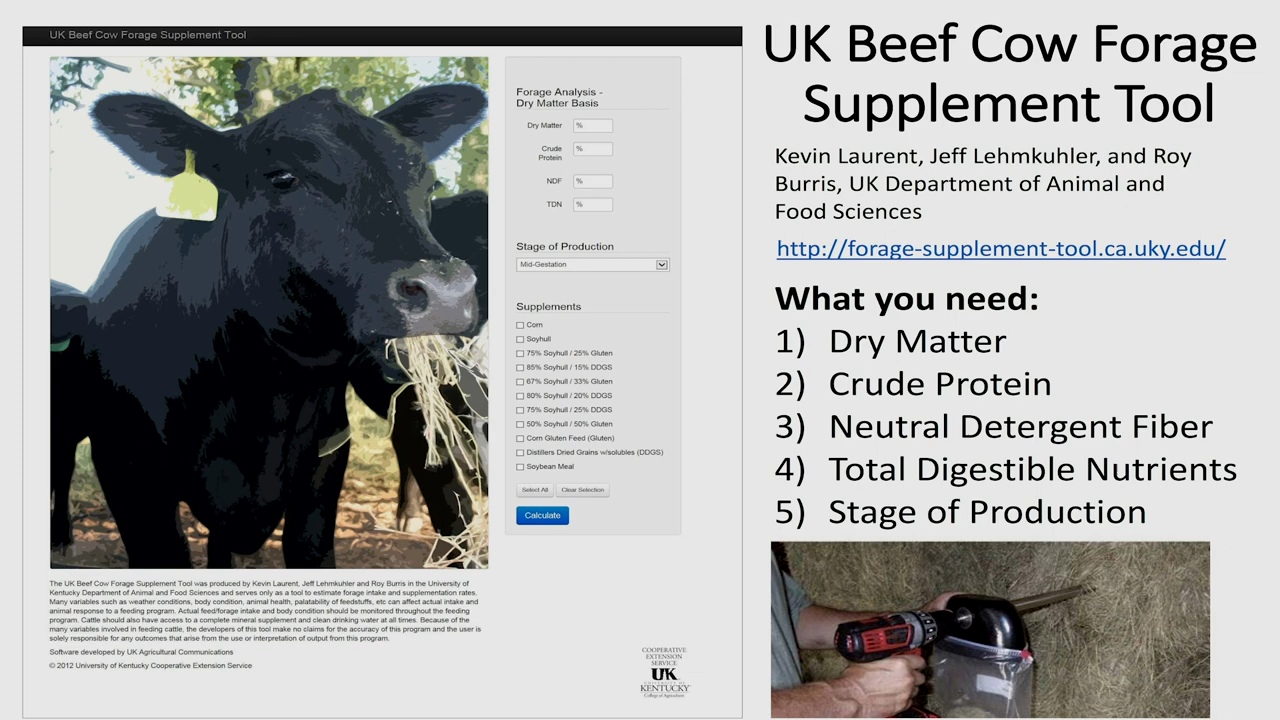 UK Beef Cow Forage Supplement Tool
Forage Analysis -
Dry Matter Basis
Dry Matter %
Crude
Protein %
NDF %
TDN %
Stage of Production
Mid-Gestation
Supplements
Corn
Soyhull
75% Soyhull / 25% Gluten
85% Soyhull / 15% DDGS
67% Soyhull / 33% Gluten
80% Soyhull / 20% DDGS
75% Soyhull / 25% DDGS
50% Soyhull / 50% Gluten
Corn Gluten Feed (Gluten)
Distillers Dried Grains w/solubles (DDGS)
Soybean Meal
Select All Clear Selection
Calculate
The UK Beef Cow Forage Supplement Tool was produced by Kevin Laurent, Jeff Lehmkuhler and Roy Burris in the University of
Kentucky Department of Animal and Food Sciences and serves only as a tool to estimate forage intake and supplementation rates.
Many variables such as weather conditions, body condition, animal health, palatability of feedstuffs, etc can affect actual intake and
animal response to a feeding program. Actual feed/forage intake and body condition should be monitored throughout the feeding
program. Cattle should also have access to a complete mineral supplement and clean drinking water at all times. Because of the
many variables involved in feeding cattle, the developers of this tool make no claims for the accuracy of this program and the user is
solely responsible for any outcomes that arise from the use or interpretation of output from this program.
Software developed by UK Agricultural Communications
© 2012 University of Kentucky Cooperative Extension Service
COOPERATIVE
EXTENSION
SERVICE
UK
UNIVERSITY OF
KENTUCKY
College of Agriculture
UK Beef Cow Forage
Supplement Tool
Kevin Laurent, Jeff Lehmkuhler, and Roy
Burris, UK Department of Animal and
Food Sciences
http://forage-supplement-tool.ca.uky.edu/
What you need:
1) Dry Matter
2) Crude Protein
3) Neutral Detergent Fiber
4) Total Digestible Nutrients
5) Stage of Production